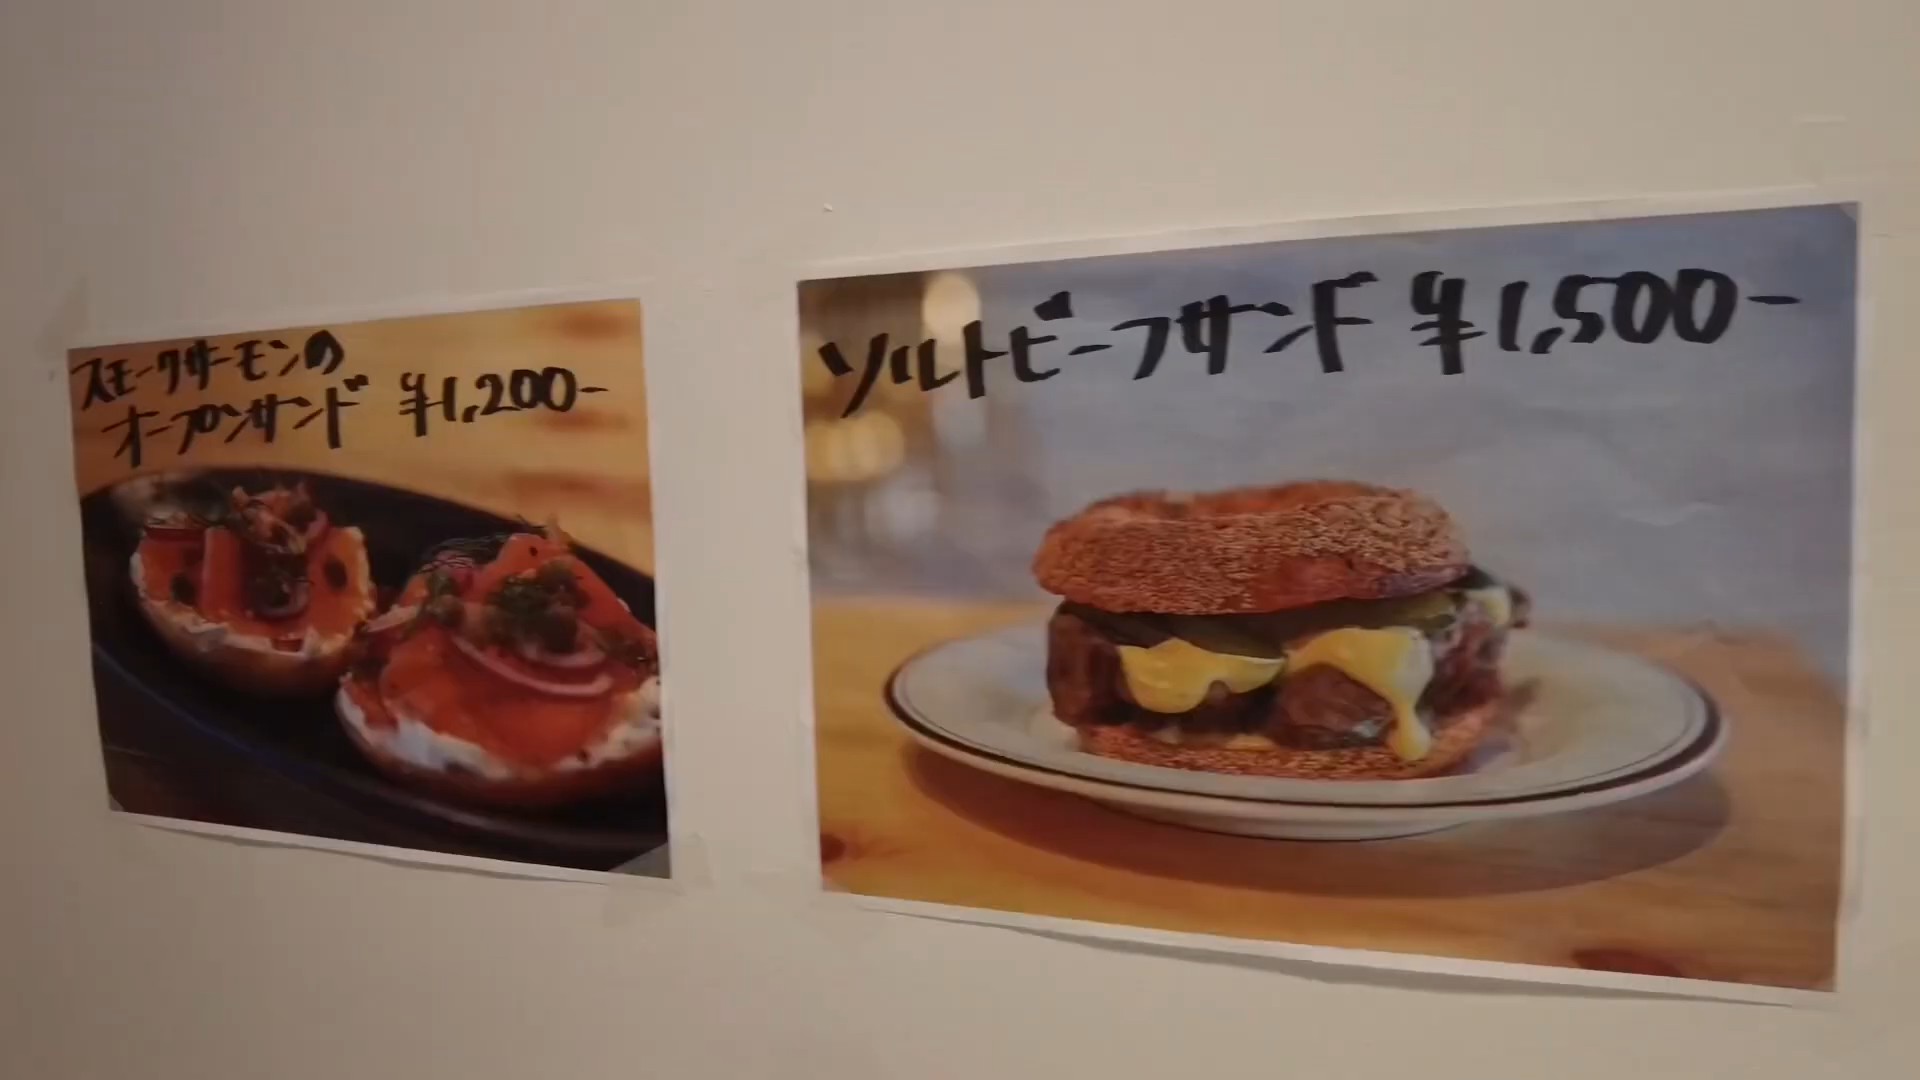 スモークサーモンの
オープンサンド ¥1,200-
ソルトビーフサンド ¥1,500-